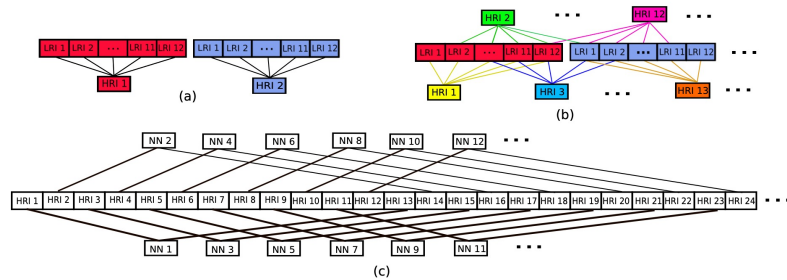 HRI 2 ... HRI 12 ...
LRI 1 LRI 2 ... LRI 11 LRI 12 LRI 1 LRI 2 ... LRI 11 LRI 12
LRI 1 LRI 2 ... LRI 11 LRI 12 LRI 1 LRI 2 ... LRI 11 LRI 12 ...
HRI 1 HRI 2
HRI 1 HRI 3 ... HRI 13 ...
(a)
(b)
NN 2 NN 4 NN 6 NN 8 NN 10 NN 12 ...
HRI 1 HRI 2 HRI 3 HRI 4 HRI 5 HRI 6 HRI 7 HRI 8 HRI 9 HRI 10 HRI 11 HRI 12 HRI 13 HRI 14 HRI 15 HRI 16 HRI 17 HRI 18 HRI 19 HRI 20 HRI 21 HRI 22 HRI 23 HRI 24 ...
NN 1 NN 3 NN 5 NN 7 NN 9 NN 11 ...
(c)